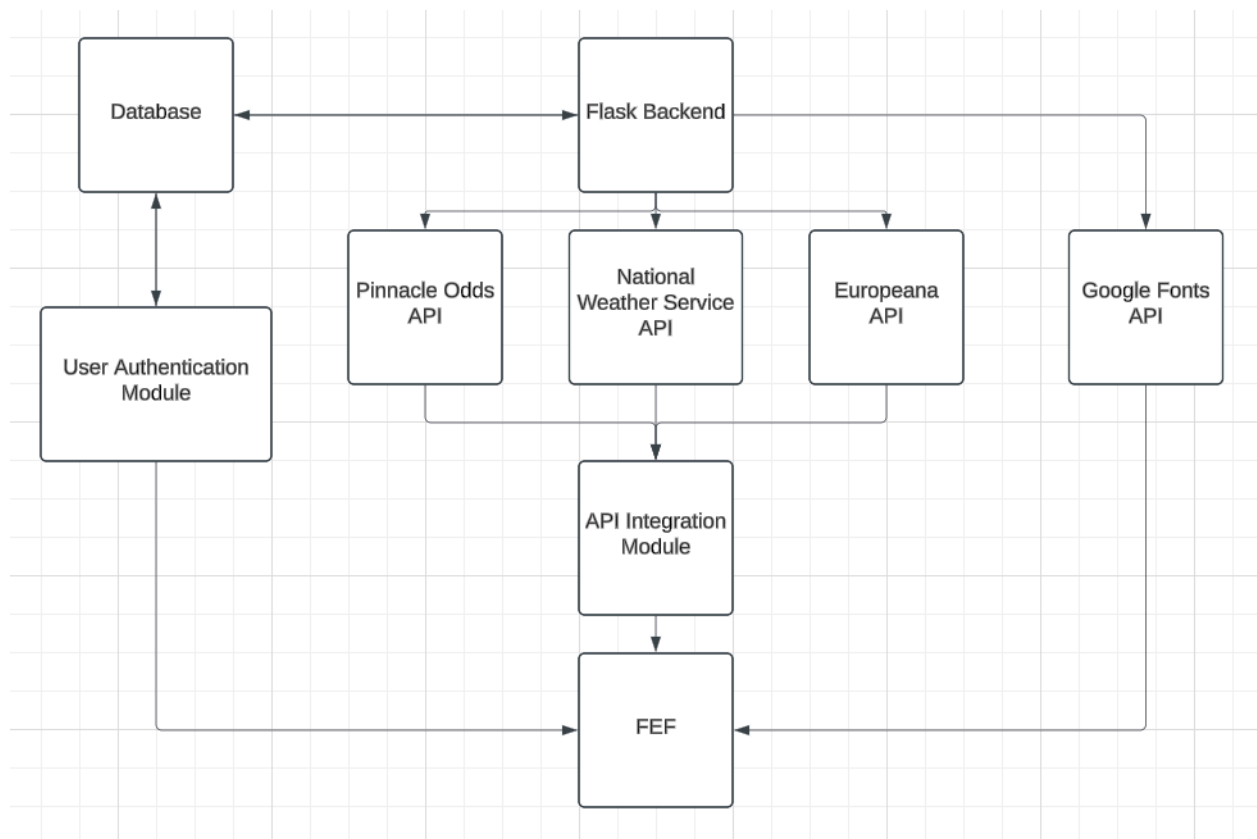 Database
Flask Backend
Pinnacle Odds
API
National
Weather Service
API
Europeana
API
Google Fonts
API
User Authentication
Module
API Integration
Module
FEF